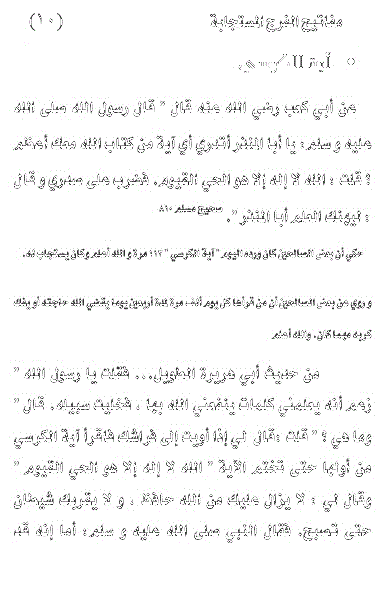 مفاتيح الفرج المستجابة (١٠)
○ آية الكرسي.
عن أبي كعب رضي الله عنه قال " قال رسول الله صلى الله
عليه و سلم: يا أبا المنذر أتدري أي آية من كتاب الله معك أعظم
؟ قلت : الله لا إله إلا هو الحي القيوم. فضرب على صدري و قال
: ليهنك العلم أبا المنذر ". صحيح مسلم ٨١٠
حكي أن بعض الصالحين كان ورده اليوم " آية الكرسي " ٣١٣ مرة و الله أعلم وكان يستجاب له.
و روي عن بعض الصالحين أن من قرأها كل يوم ألف مرة لمدة أربعين يوما يقضي الله حاجته أو يفك
كربه مهما كان. والله أعلم
من حديث أبي هريرة الطويل... فقلت يا رسول الله "
زعم أنه يعلمني كلمات ينفعني الله بها ، فخليت سبيله. قال "
وما هي ؟ " قلت :قال لي إذا أويت إلى فراشك فاقرأ آية الكرسي
من أولها حتى تختم الآية " الله لا إله إلا هو الحي القيوم "
وقال لي : لا يزال عليك من الله حافظ ، و لا يقربك شيطان
حتى تصبح. فقال النبي صلى الله عليه و سلم: أما إنه قد